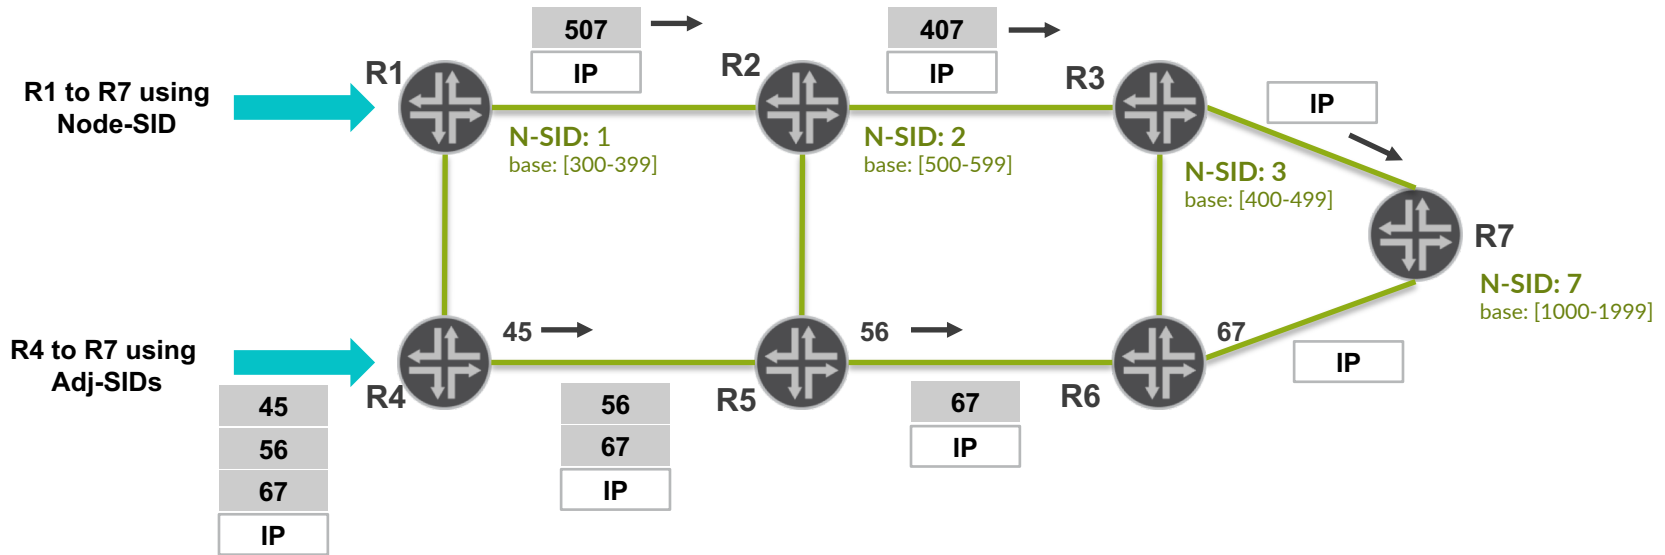 507
IP
407
IP
R1
R2
R3
R1 to R7 using
Node-SID
IP
N-SID: 1
base: [300-399]
N-SID: 2
base: [500-599]
N-SID: 3
base: [400-499]
R7
N-SID: 7
base: [1000-1999]
R4 to R7 using
Adj-SIDs
45
56
67
R4
R5
R6
IP
45
56
67
IP
56
67
IP
67
IP